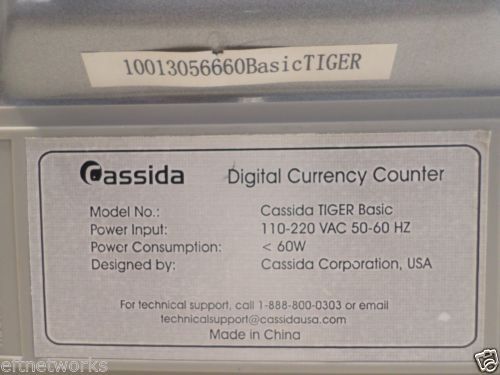 10013056660BasicTIGER
Cassida Digital Currency Counter
Model No.: Cassida TIGER Basic
Power Input: 110-220 VAC 50-60 HZ
Power Consumption: < 60W
Designed by: Cassida Corporation, USA
For technical support, call 1-888-800-0303 or email
technicalsupport@cassidausa.com
Made in China
eftnetworks